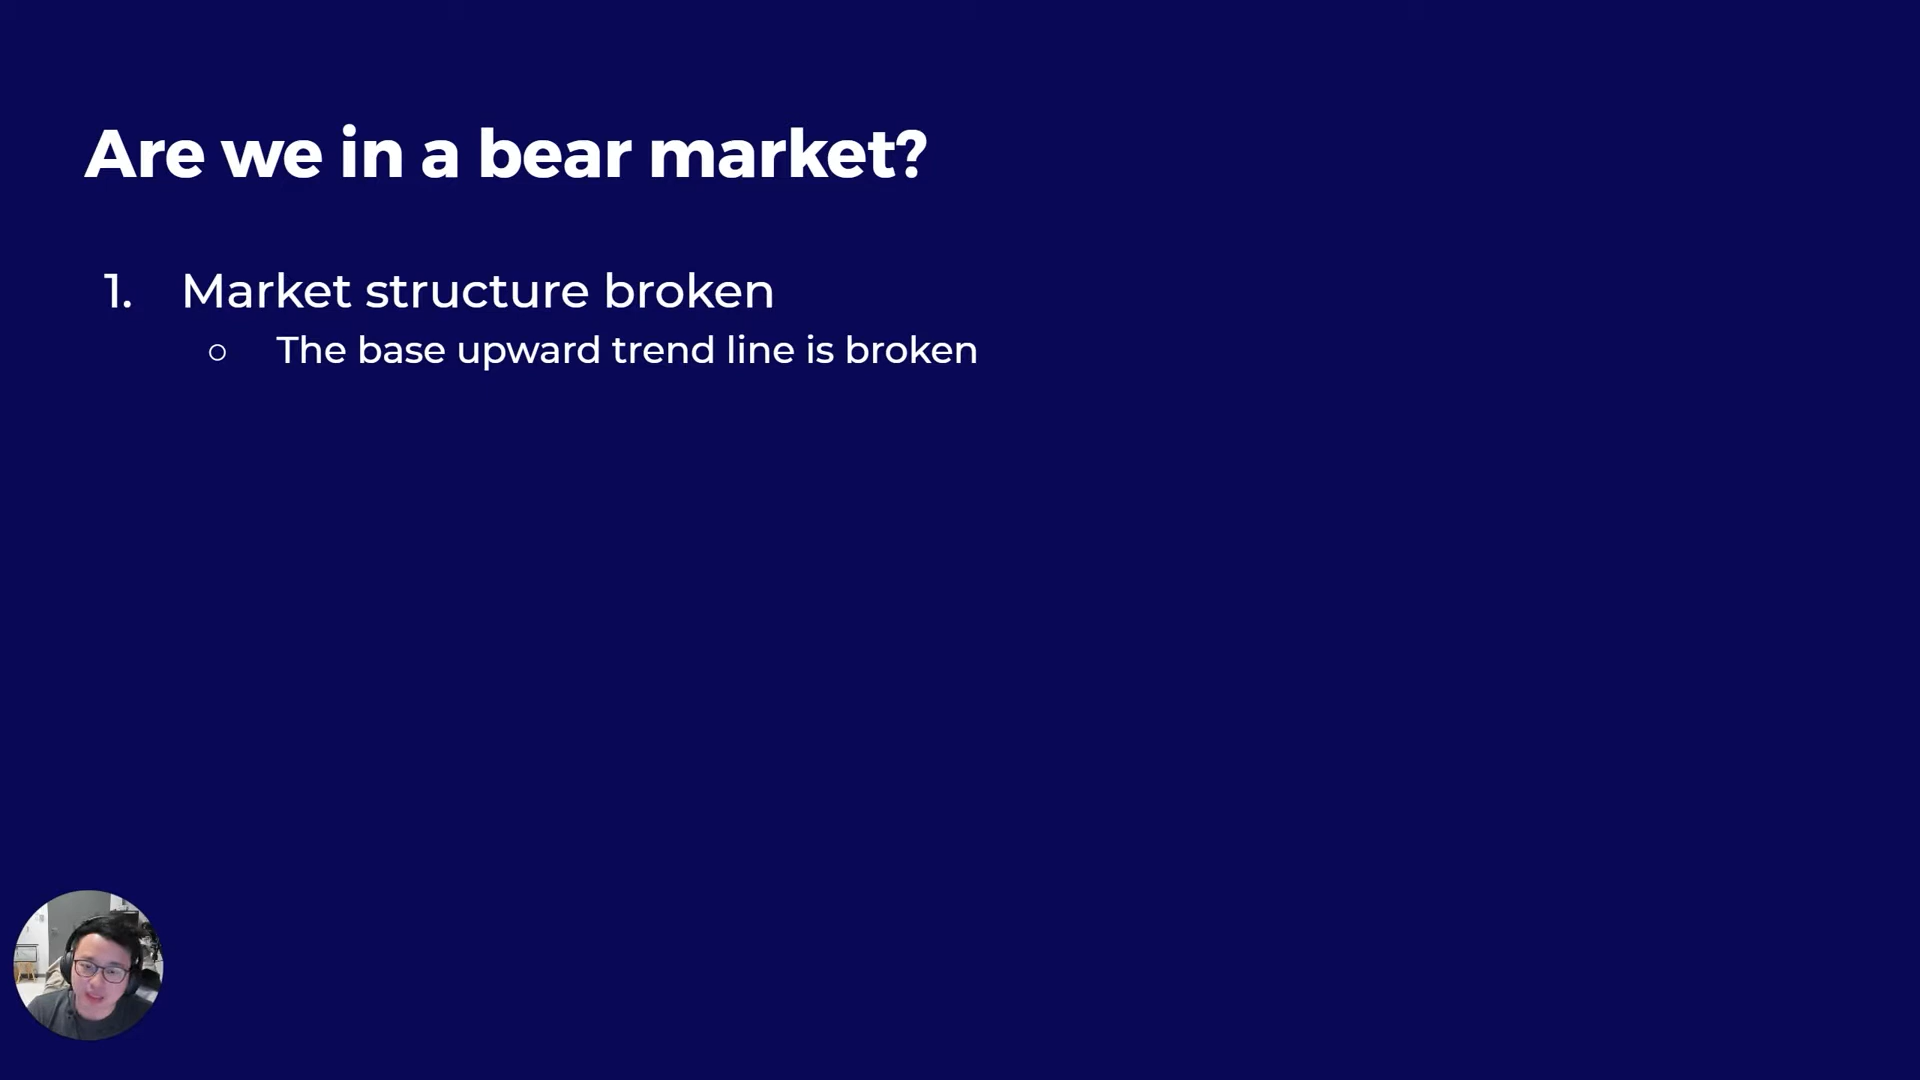 Are we in a bear market?
1. Market structure broken
○ The base upward trend line is broken